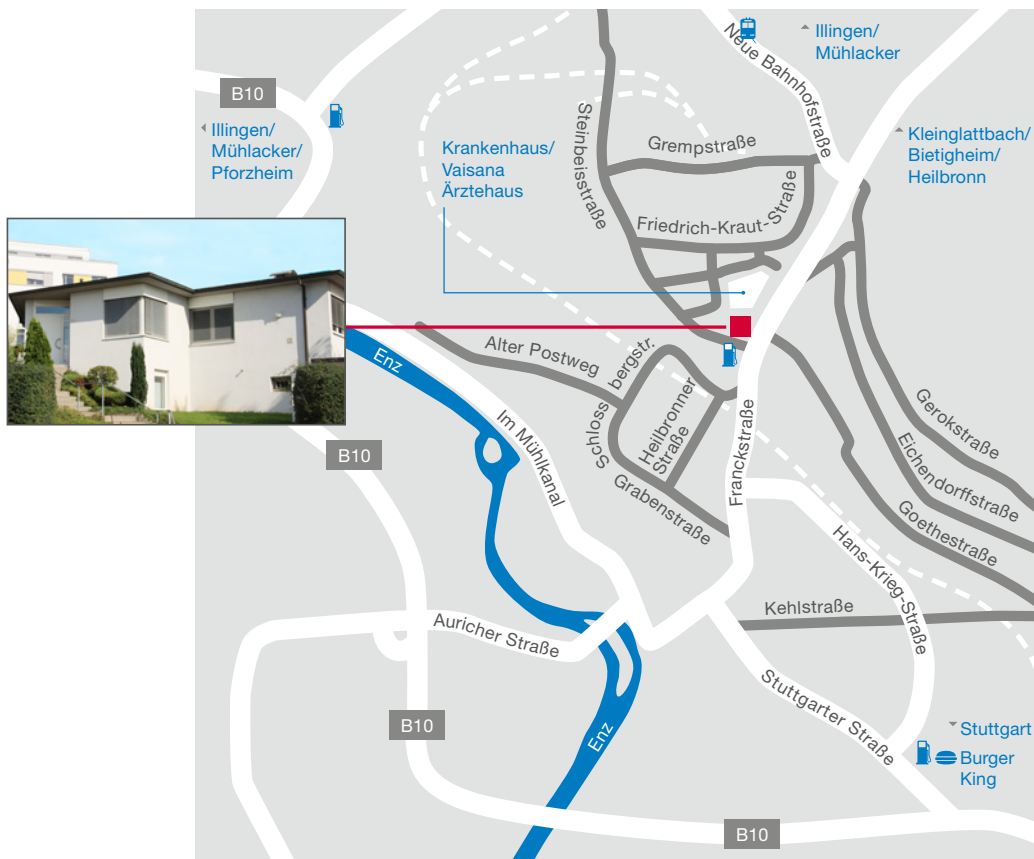 Illingen/
Mühlacker
Neue Bahnhofstraße
B10
Illingen/
Mühlacker/
Pforzheim
Krankenhaus/
Vaisana
Ärztehaus
Steinbeisstraße
Grempstraße
Kleinglattbach/
Bietigheim/
Heilbronn
Friedrich-Kraut-Straße
Enz
Alter Postweg
Schloss
bergstr.
Heilbronner
Straße
Im Mühlkanal
B10
Grabenstraße
Franckstraße
Gerokstraße
Eichendorffstraße
Goethestraße
Hans-Krieg-Straße
Kehlstraße
Auricher Straße
Stuttgarter Straße
B10
Enz
Stuttgart
Burger
King
B10